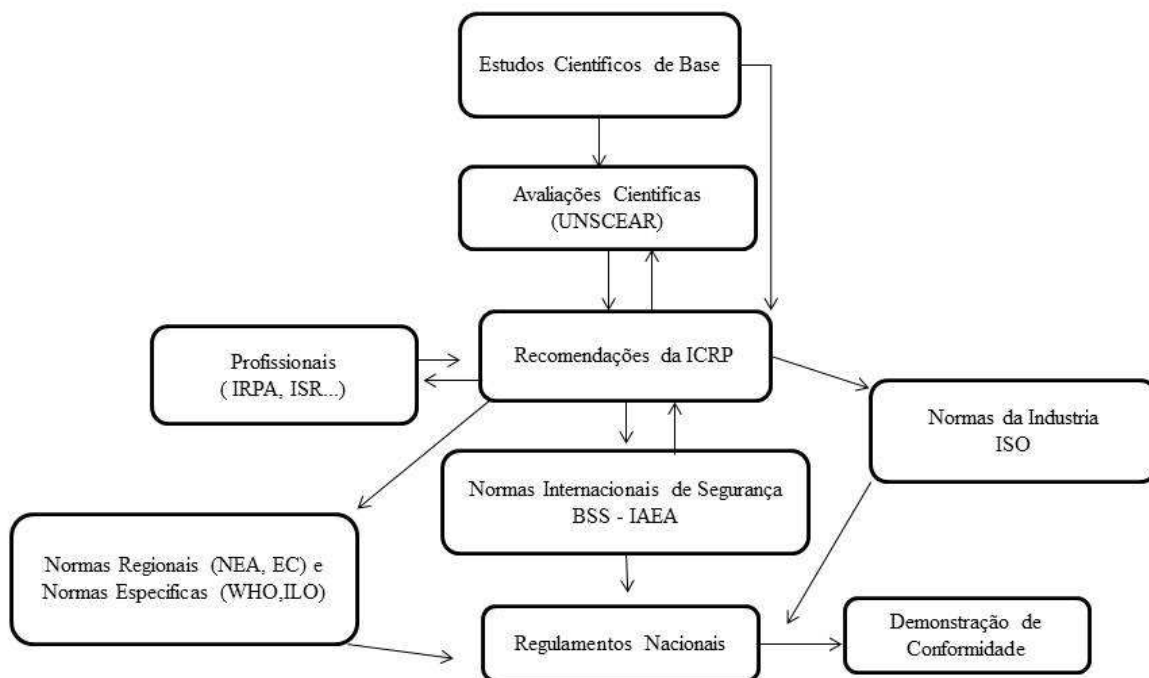 Estudos Científicos de Base
Avaliações Cientificas
(UNSCEAR)
Recomendações da ICRP
Profissionais
( IRPA, ISR...)
Normas da Industria
ISO
Normas Internacionais de Segurança
BSS - IAEA
Normas Regionais (NEA, EC) e
Normas Especificas (WHO,ILO)
Regulamentos Nacionais
Demonstração de
Conformidade